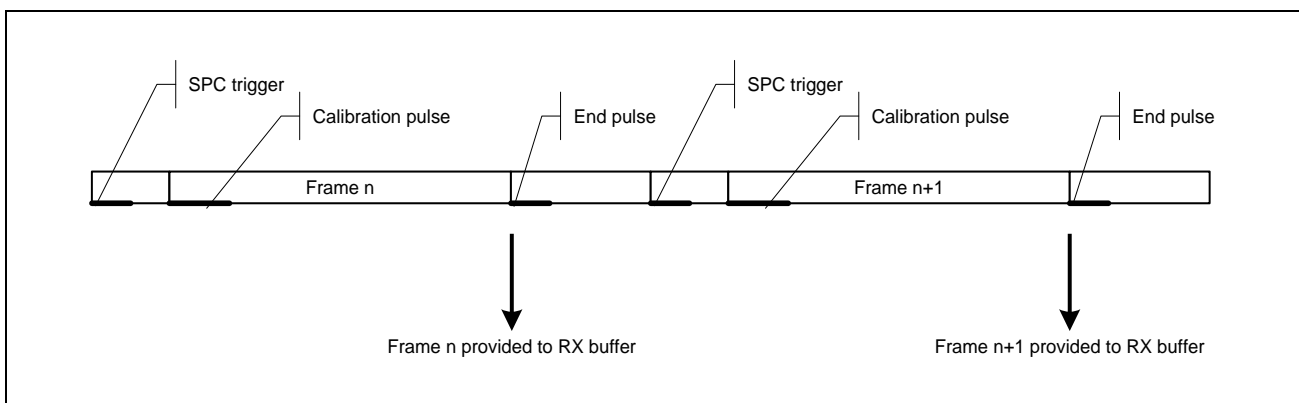 SPC trigger
Calibration pulse
End pulse
SPC trigger
Calibration pulse
End pulse
Frame n
Frame n+1
Frame n provided to RX buffer
Frame n+1 provided to RX buffer